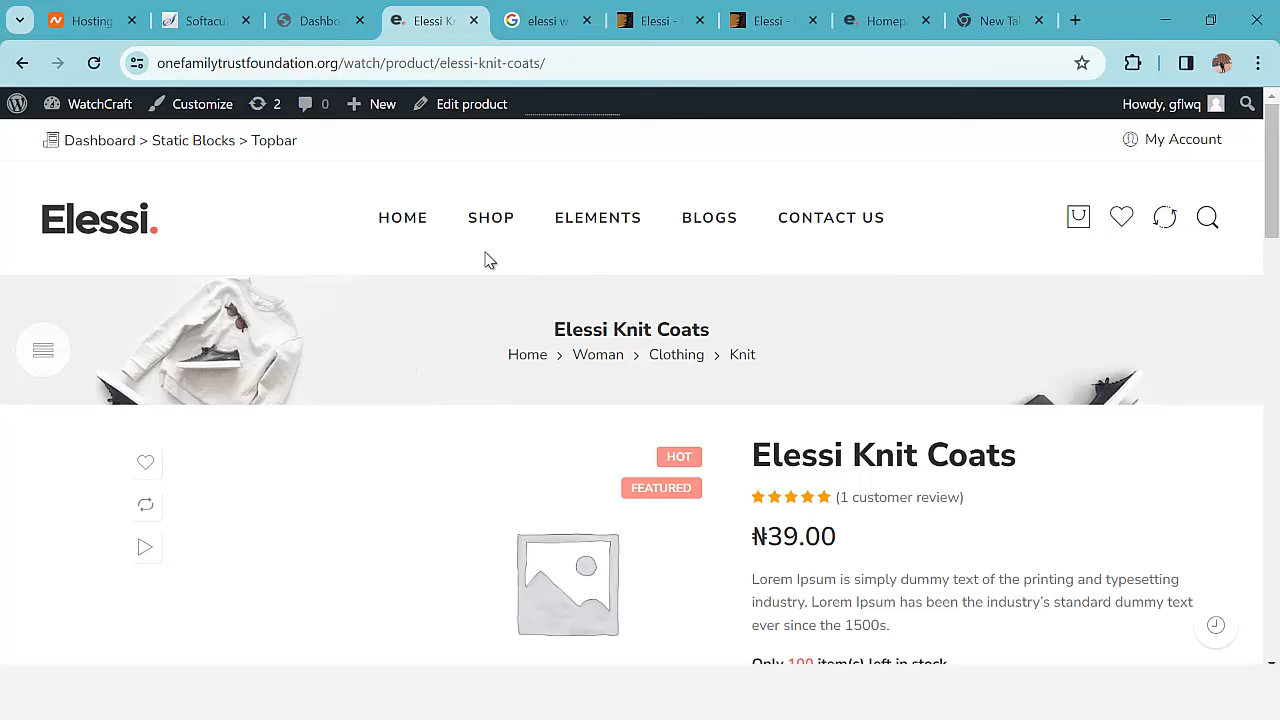 Hosting
Softacul
Dashbo
Elessi Kn
elessi w
Elessi -
Elessi -
Homep
New Tab
onefamilytrustfoundation.org/watch/product/elessi-knit-coats/
WatchCraft
Customize
2
0
New
Edit product
Howdy, gflwq
Dashboard > Static Blocks > Topbar
My Account
Elessi.
HOME
SHOP
ELEMENTS
BLOGS
CONTACT US
Elessi Knit Coats
Home > Woman > Clothing > Knit
HOT
FEATURED
Elessi Knit Coats
(1 customer review)
₦39.00
Lorem Ipsum is simply dummy text of the printing and typesetting
industry. Lorem Ipsum has been the industry's standard dummy text
ever since the 1500s.
Only 100 item(s) left in stock